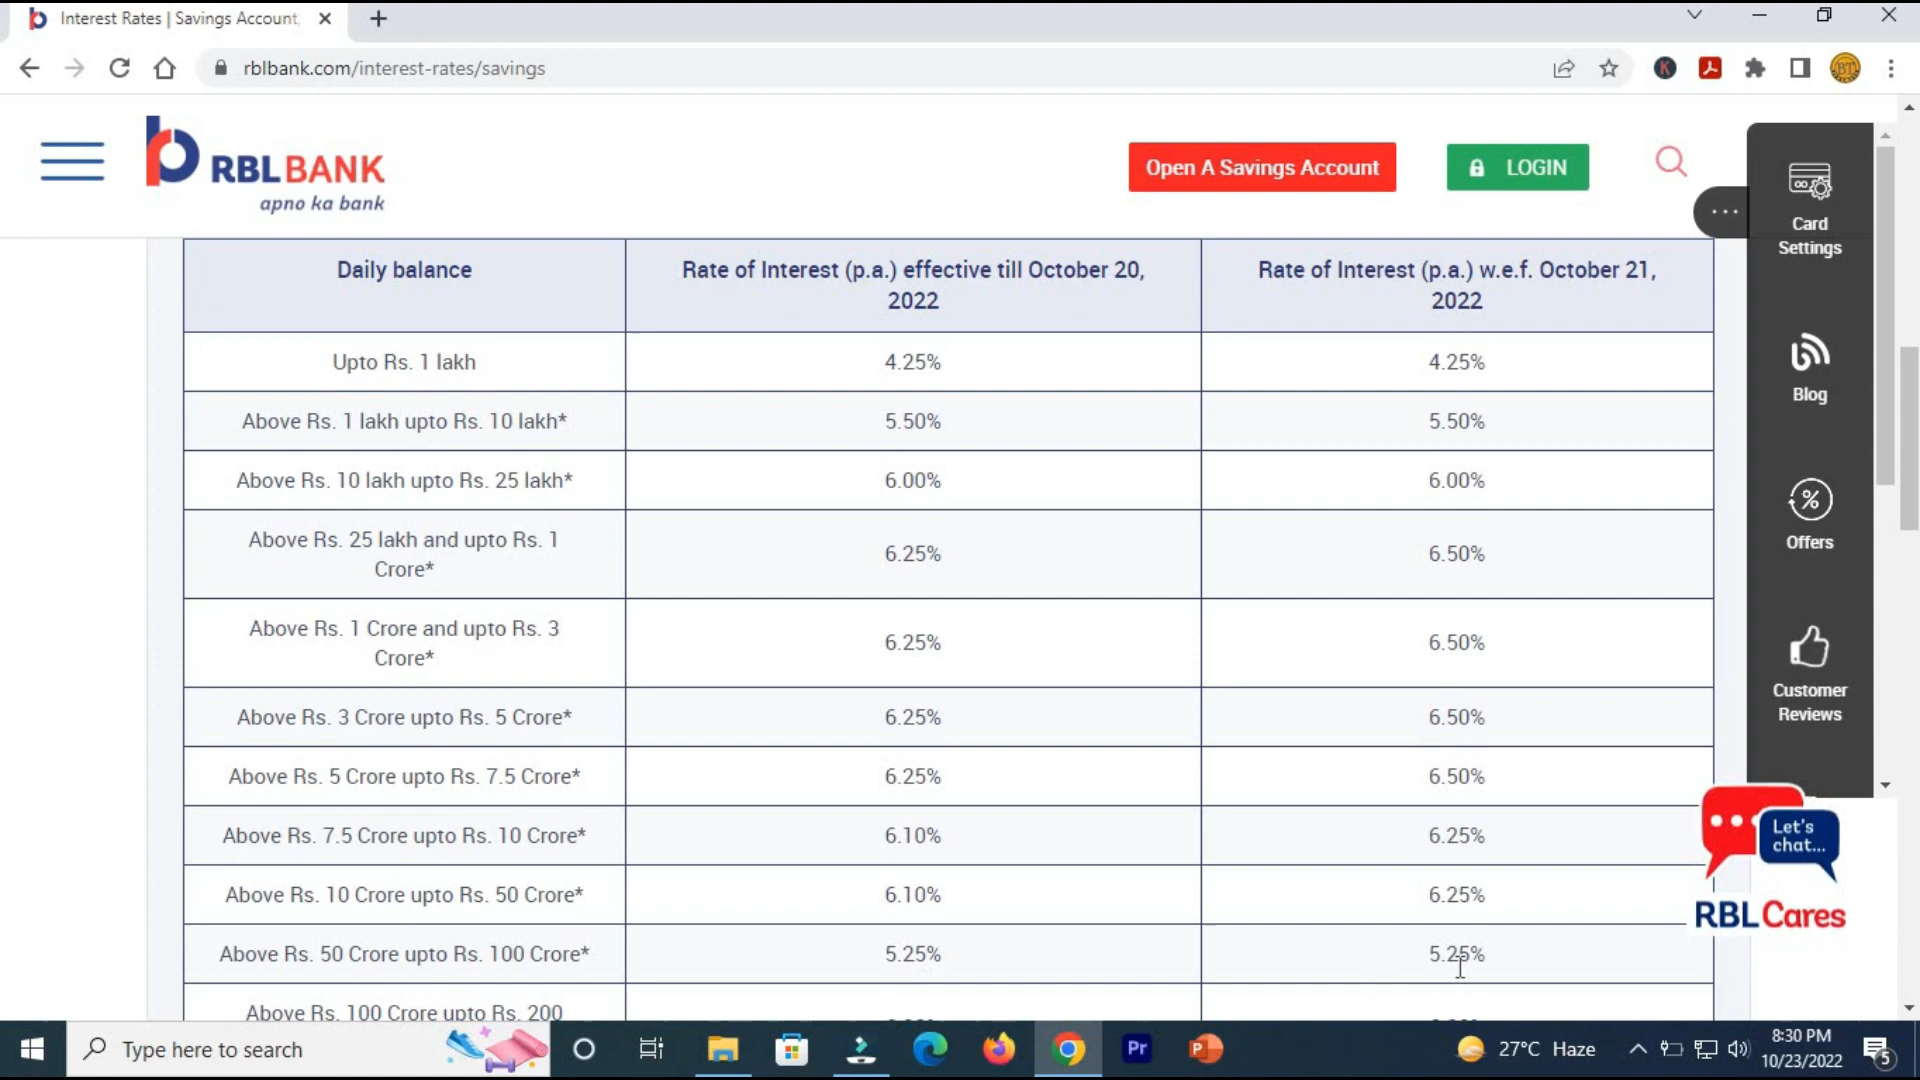 Interest Rates | Savings Account,
rblbank.com/interest-rates/savings
RBL BANK
apno ka bank
Open A Savings Account
LOGIN
Card
Settings
Blog
Offers
Customer
Reviews
Daily balance
Rate of Interest (p.a.) effective till October 20,
2022
Rate of Interest (p.a.) w.e.f. October 21,
2022
Upto Rs. 1 lakh
4.25%
4.25%
Above Rs. 1 lakh upto Rs. 10 lakh*
5.50%
5.50%
Above Rs. 10 lakh upto Rs. 25 lakh*
6.00%
6.00%
Above Rs. 25 lakh and upto Rs. 1
Crore*
6.25%
6.50%
Above Rs. 1 Crore and upto Rs. 3
Crore*
6.25%
6.50%
Above Rs. 3 Crore upto Rs. 5 Crore*
6.25%
6.50%
Above Rs. 5 Crore upto Rs. 7.5 Crore*
6.25%
6.50%
Above Rs. 7.5 Crore upto Rs. 10 Crore*
6.10%
6.25%
Above Rs. 10 Crore upto Rs. 50 Crore*
6.10%
6.25%
Above Rs. 50 Crore upto Rs. 100 Crore*
5.25%
5.25%
Above Rs. 100 Crore upto Rs. 200
Let's
chat...
RBL Cares
Type here to search
Pr
P
27°C Haze
8:30 PM
10/23/2022
5